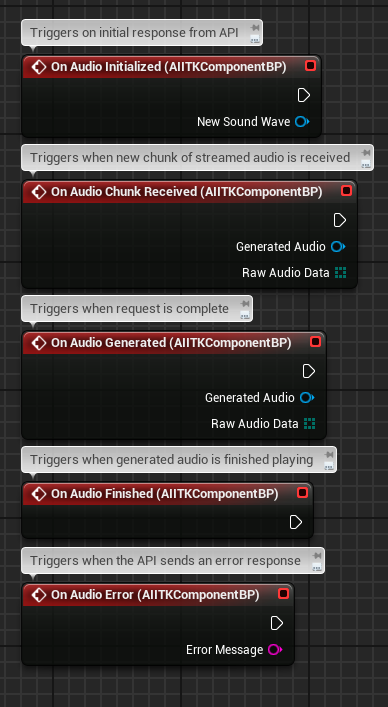 Triggers on initial response from API
On Audio Initialized (AIITKComponentBP)
New Sound Wave
Triggers when new chunk of streamed audio is received
On Audio Chunk Received (AIITKComponentBP)
Generated Audio
Raw Audio Data
Triggers when request is complete
On Audio Generated (AIITKComponentBP)
Generated Audio
Raw Audio Data
Triggers when generated audio is finished playing
On Audio Finished (AIITKComponentBP)
Triggers when the API sends an error response
On Audio Error (AIITKComponentBP)
Error Message